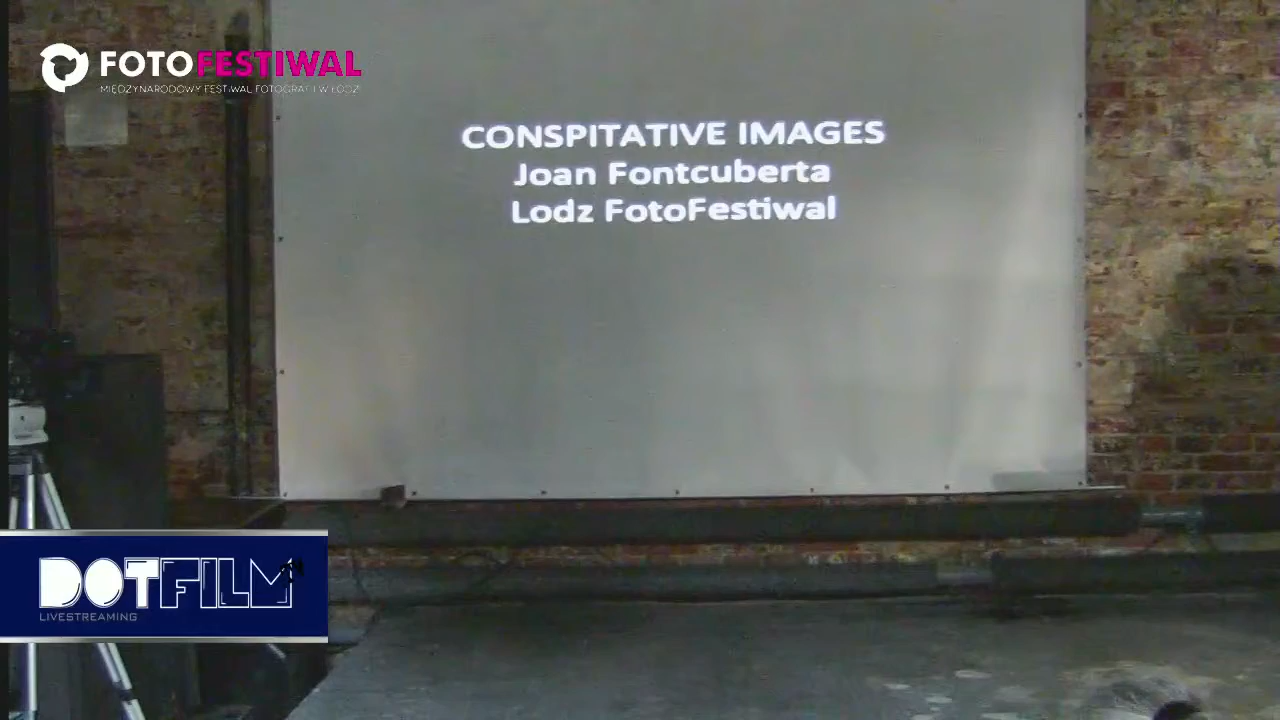 FOTOFESTIWAL
MIĘDZYNARODOWY FESTIWAL FOTOGRAFII W ŁODZI
CONSPITATIVE IMAGES
Joan Fontcuberta
Lodz FotoFestiwal
DOTFILM
LIVESTREAMING